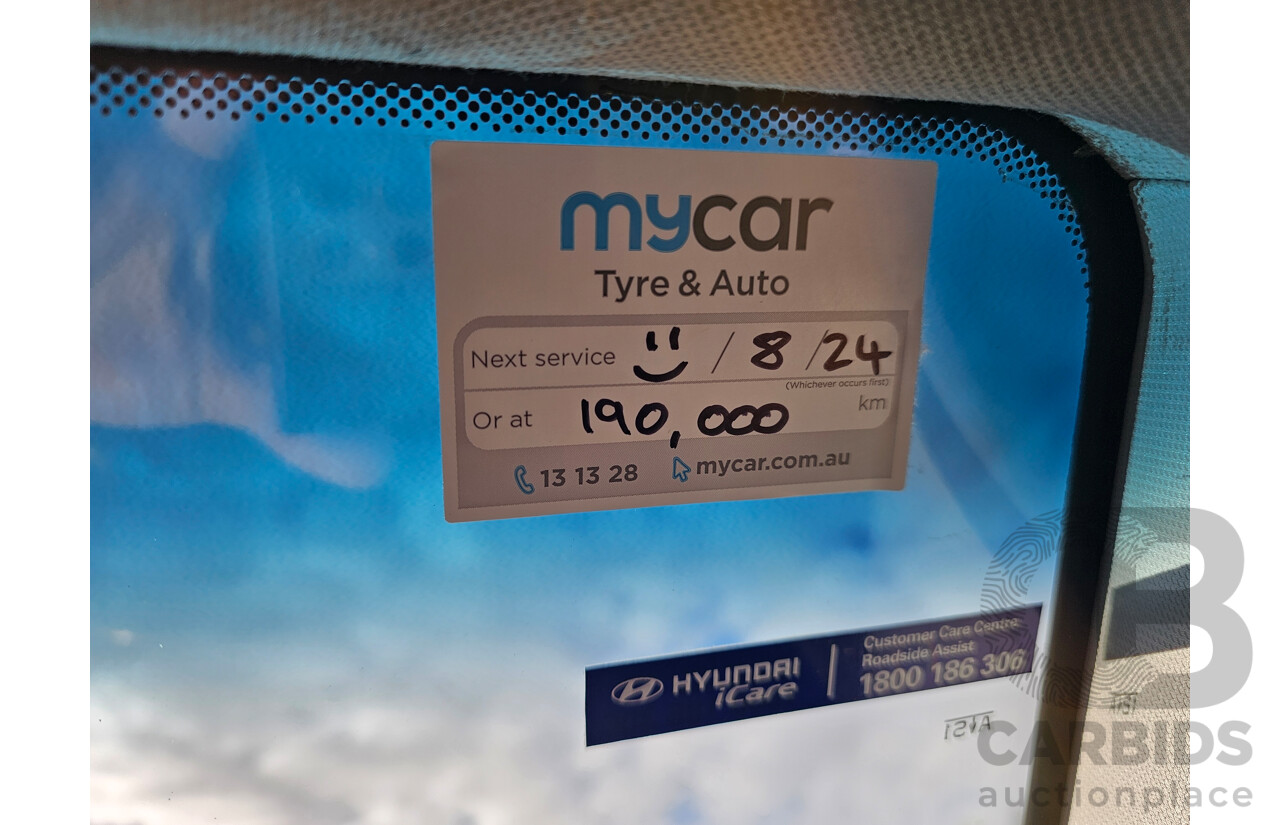 mycar
Tyre & Auto
Next service / 8 / 24
(Whichever occurs first)
Or at 190,000 km
13 13 28 mycar.com.au
HYUNDAI
iCare
Customer Care Centre
Roadside Assist
1800 186 306
CARBIDS
auctionplace